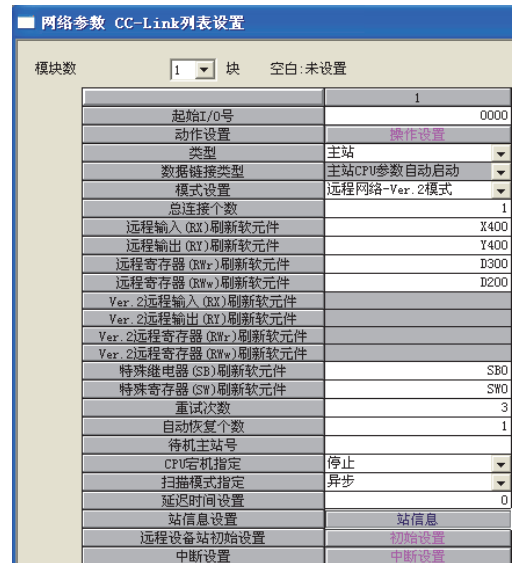 网络参数 CC-Link列表设置
模块数 1 块 空白:未设置
1
起始I/O号 0000
动作设置 操作设置
类型 主站
数据链接类型 主站CPU参数自动启动
模式设置 远程网络-Ver.2模式
总连接个数 1
远程输入(RX)刷新软元件 X400
远程输出(RY)刷新软元件 Y400
远程寄存器(RWr)刷新软元件 D300
远程寄存器(RWw)刷新软元件 D200
Ver.2远程输入(RX)刷新软元件
Ver.2远程输出(RY)刷新软元件
Ver.2远程寄存器(RWr)刷新软元件
Ver.2远程寄存器(RWw)刷新软元件
特殊继电器(SB)刷新软元件 SB0
特殊寄存器(SW)刷新软元件 SW0
重试次数 3
自动恢复个数 1
待机主站号
CPU宕机指定 停止
扫描模式指定 异步
延迟时间设置 0
站信息设置 站信息
远程设备站初始设置 初始设置
中断设置 中断设置